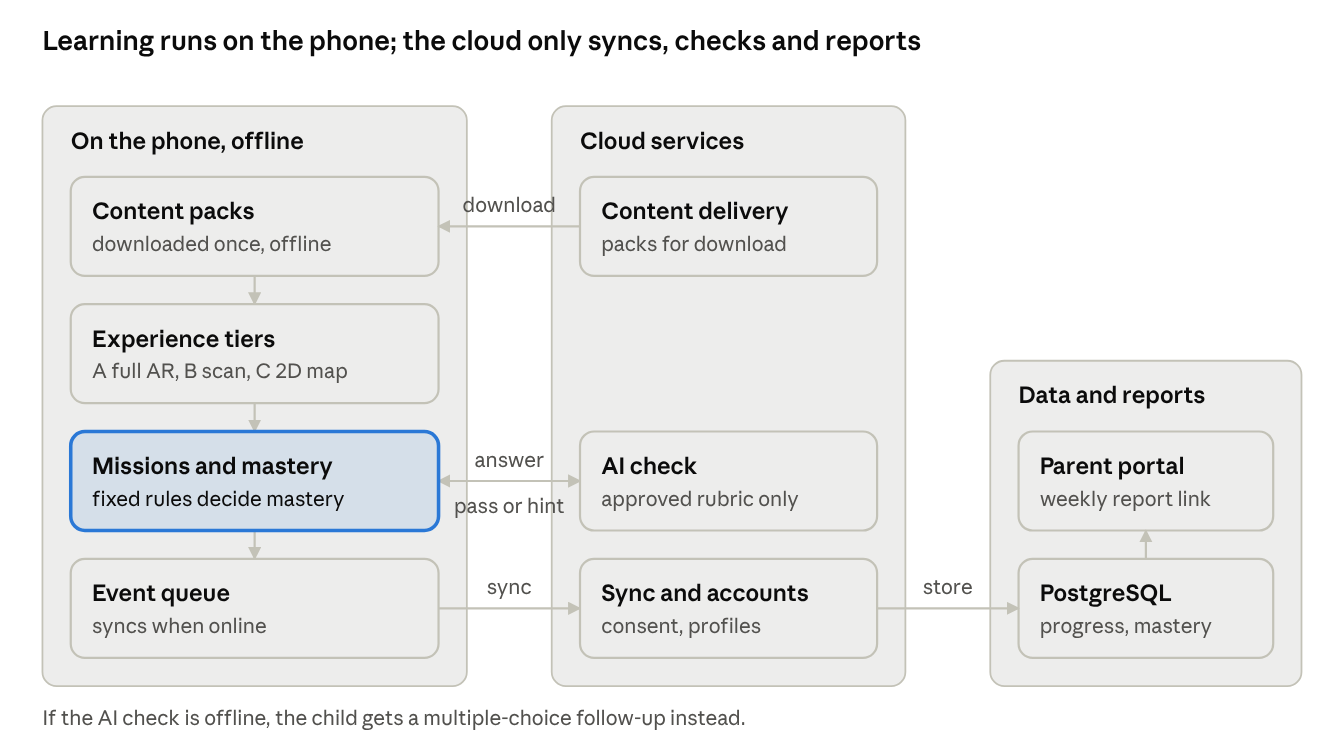 Learning runs on the phone; the cloud only syncs, checks and reports
On the phone, offline
Content packs
downloaded once, offline
Experience tiers
A full AR, B scan, C 2D map
Missions and mastery
fixed rules decide mastery
Event queue
syncs when online
download
answer
pass or hint
sync
Cloud services
Content delivery
packs for download
AI check
approved rubric only
Sync and accounts
consent, profiles
store
Data and reports
Parent portal
weekly report link
PostgreSQL
progress, mastery
If the AI check is offline, the child gets a multiple-choice follow-up instead.